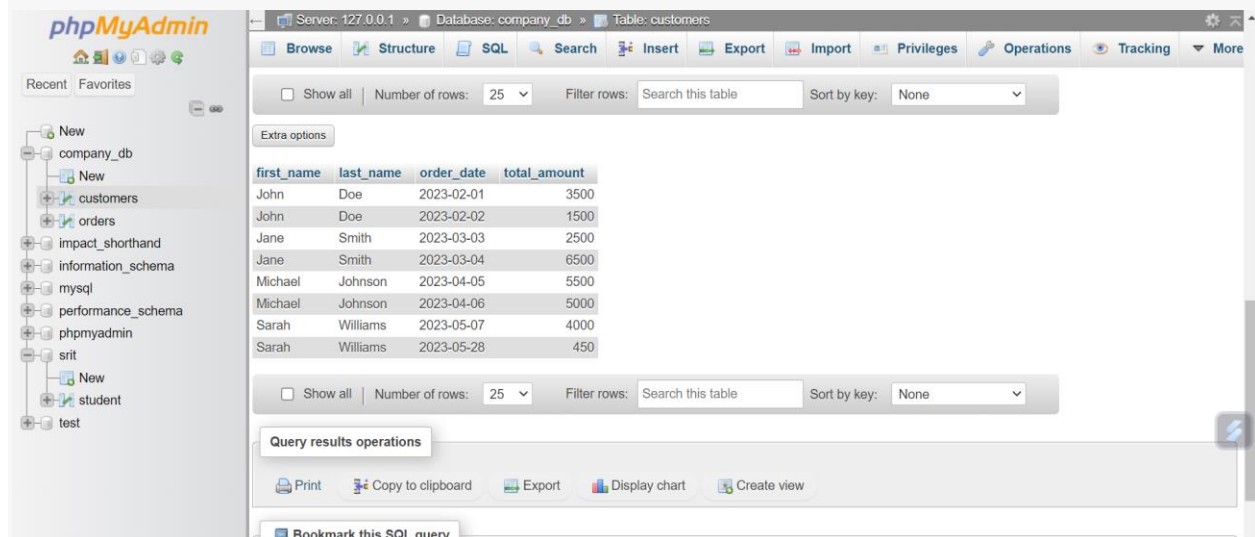 phpMyAdmin
Recent Favorites
New
company_db
New
customers
orders
impact_shorthand
information_schema
mysql
performance_schema
phpmyadmin
srit
New
student
test
Server: 127.0.0.1 » Database: company_db » Table: customers
Browse Structure SQL Search Insert Export Import Privileges Operations Tracking More
Show all Number of rows: 25 Filter rows: Search this table Sort by key: None
Extra options
first_name last_name order_date total_amount
John Doe 2023-02-01 3500
John Doe 2023-02-02 1500
Jane Smith 2023-03-03 2500
Jane Smith 2023-03-04 6500
Michael Johnson 2023-04-05 5500
Michael Johnson 2023-04-06 5000
Sarah Williams 2023-05-07 4000
Sarah Williams 2023-05-28 450
Show all Number of rows: 25 Filter rows: Search this table Sort by key: None
Query results operations
Print Copy to clipboard Export Display chart Create view
Bookmark this SQL query